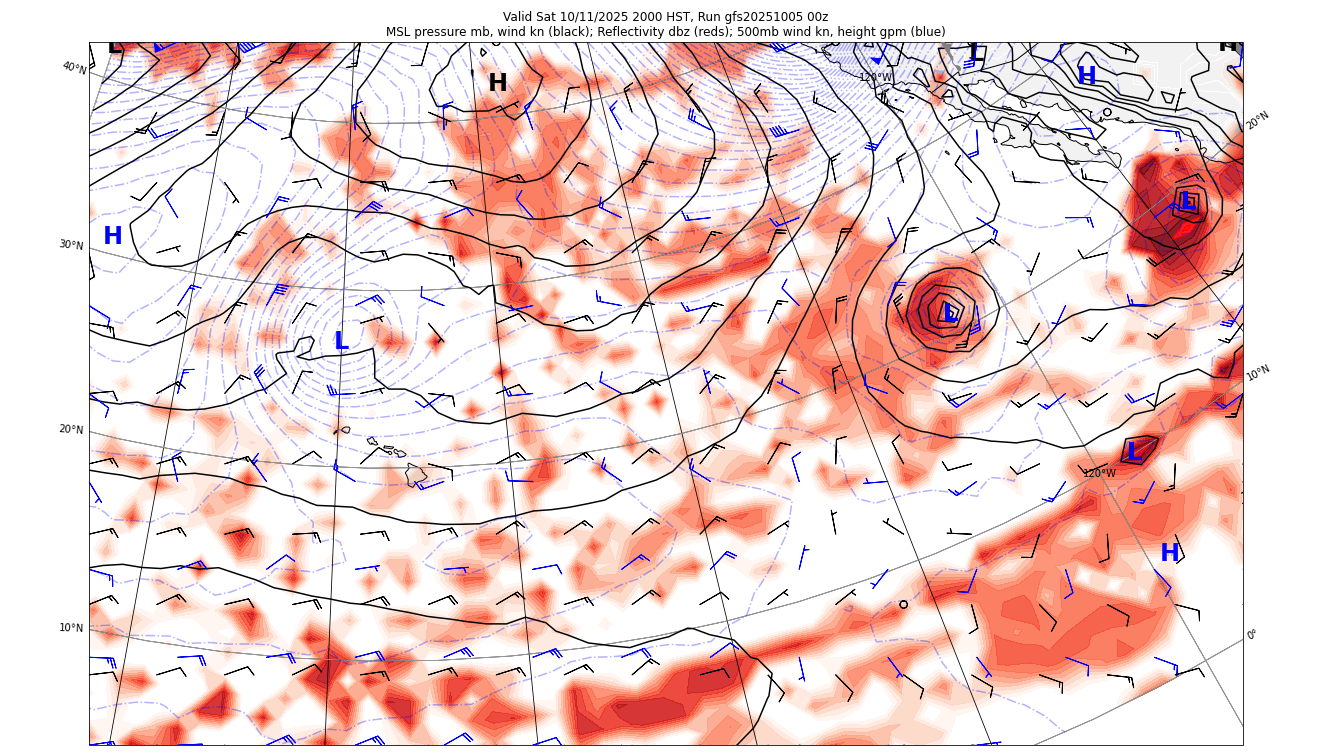 Valid Sat 10/11/2025 2000 HST, Run gfs20251005 00z
MSL pressure mb, wind kn (black); Reflectivity dbz (reds); 500mb wind kn, height gpm (blue)
L
L
H
40°N
H
H
120°W
20°N
L
H
30°N
L
L
10°N
20°N
L
120°W
H
10°N
0°